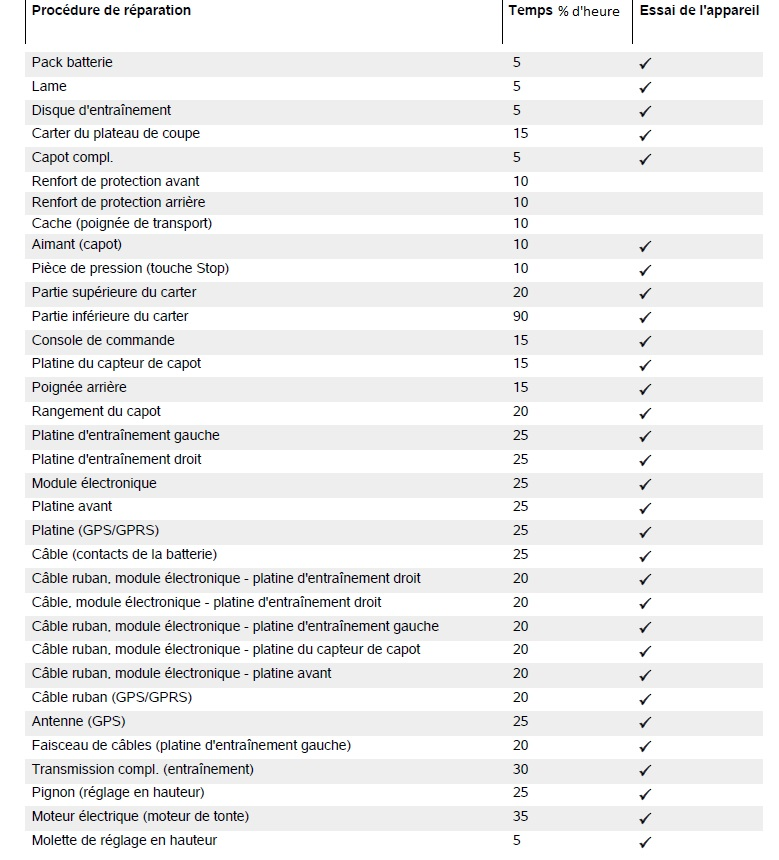 Procédure de réparation Temps % d'heure Essai de l'appareil
Pack batterie 5 ✓
Lame 5 ✓
Disque d'entraînement 5 ✓
Carter du plateau de coupe 15 ✓
Capot compl. 5 ✓
Renfort de protection avant 10
Renfort de protection arrière 10
Cache (poignée de transport) 10
Aimant (capot) 10 ✓
Pièce de pression (touche Stop) 10 ✓
Partie supérieure du carter 20 ✓
Partie inférieure du carter 90 ✓
Console de commande 15 ✓
Platine du capteur de capot 15 ✓
Poignée arrière 15 ✓
Rangement du capot 20 ✓
Platine d'entraînement gauche 25 ✓
Platine d'entraînement droit 25 ✓
Module électronique 25 ✓
Platine avant 25 ✓
Platine (GPS/GPRS) 25 ✓
Câble (contacts de la batterie) 25 ✓
Câble ruban, module électronique - platine d'entraînement droit 20 ✓
Câble, module électronique - platine d'entraînement droit 20 ✓
Câble ruban, module électronique - platine d'entraînement gauche 20 ✓
Câble ruban, module électronique - platine du capteur de capot 20 ✓
Câble ruban, module électronique - platine avant 20 ✓
Câble ruban (GPS/GPRS) 20 ✓
Antenne (GPS) 25 ✓
Faisceau de câbles (platine d'entraînement gauche) 20 ✓
Transmission compl. (entraînement) 30 ✓
Pignon (réglage en hauteur) 25 ✓
Moteur électrique (moteur de tonte) 35 ✓
Molette de réglage en hauteur 5 ✓